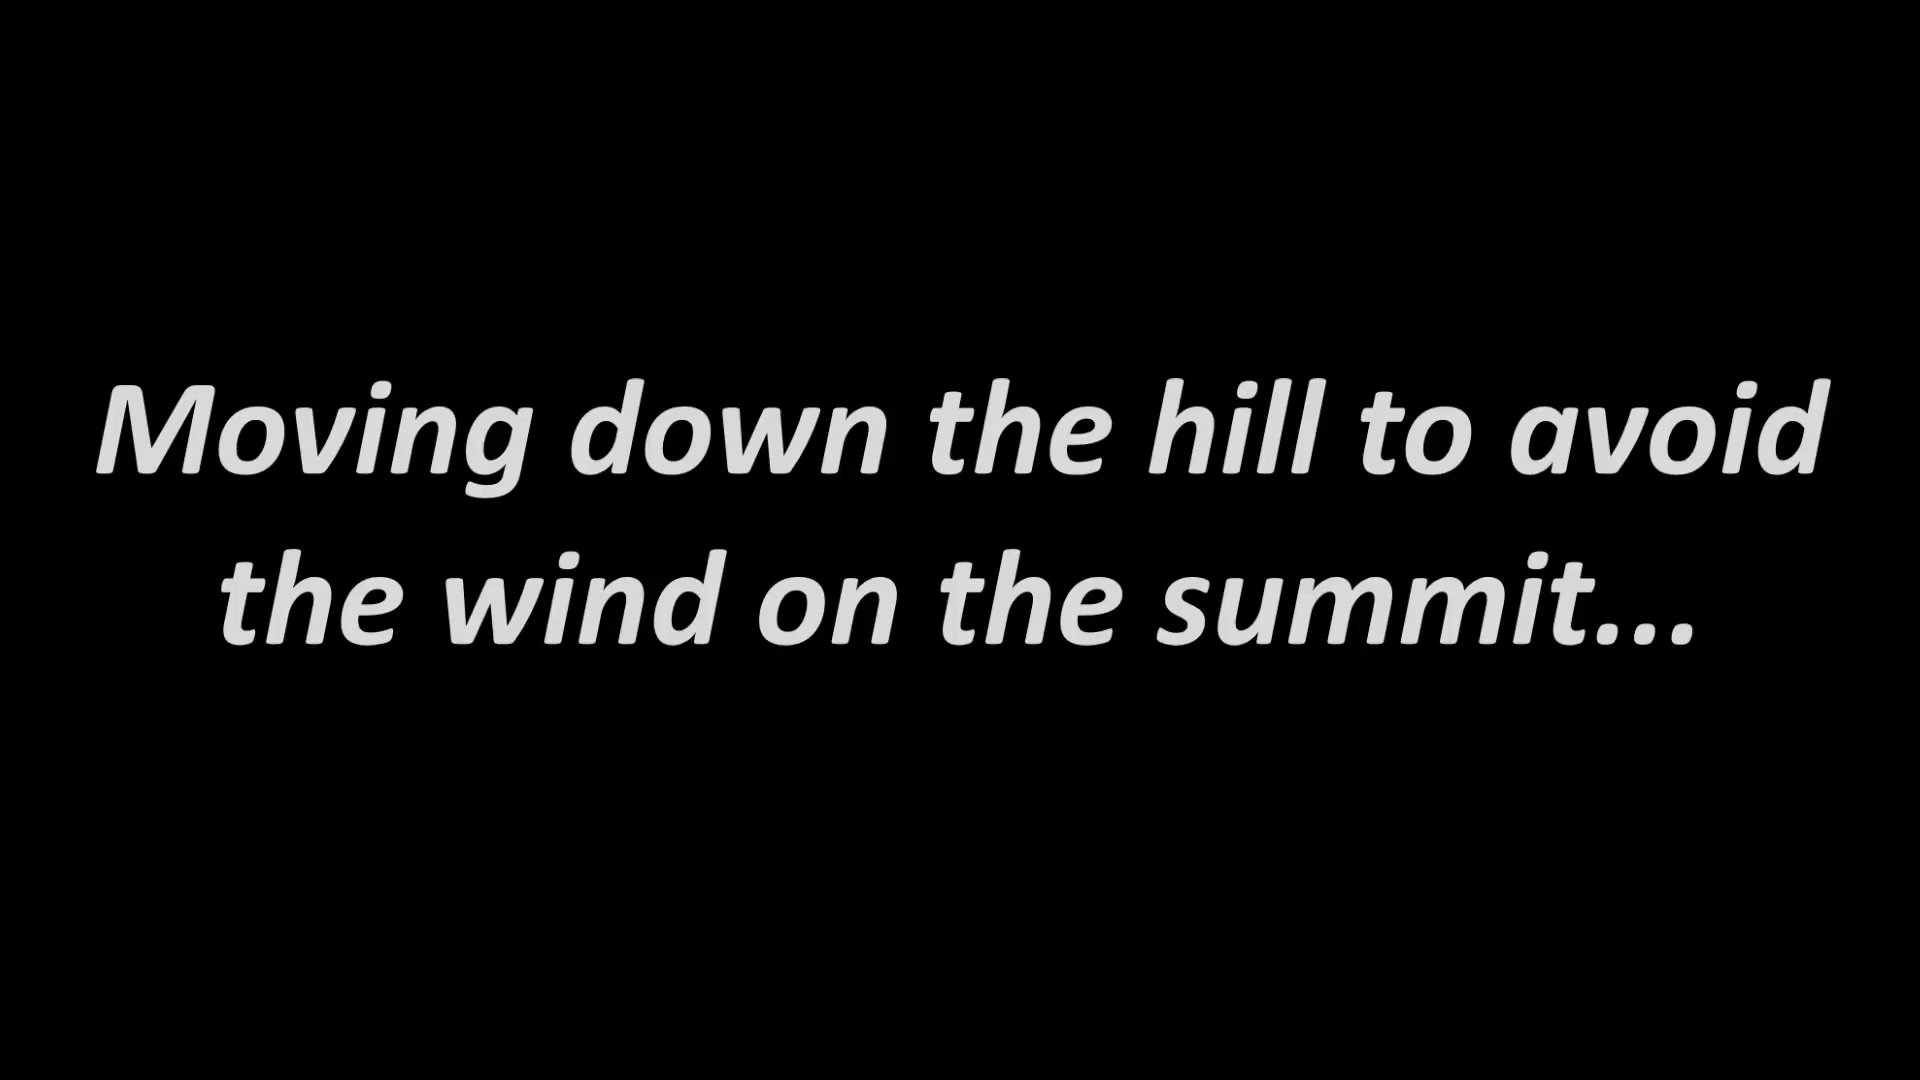 Moving down the hill to avoid
the wind on the summit...